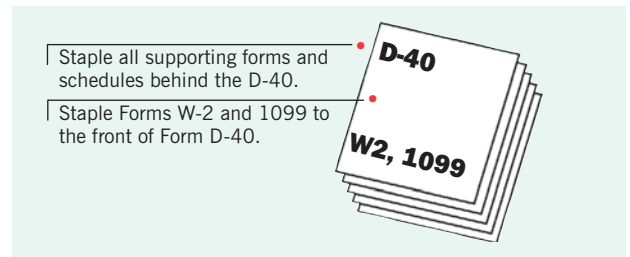 Staple all supporting forms and
schedules behind the D-40.
Staple Forms W-2 and 1099 to
the front of Form D-40.
D-40
W2, 1099